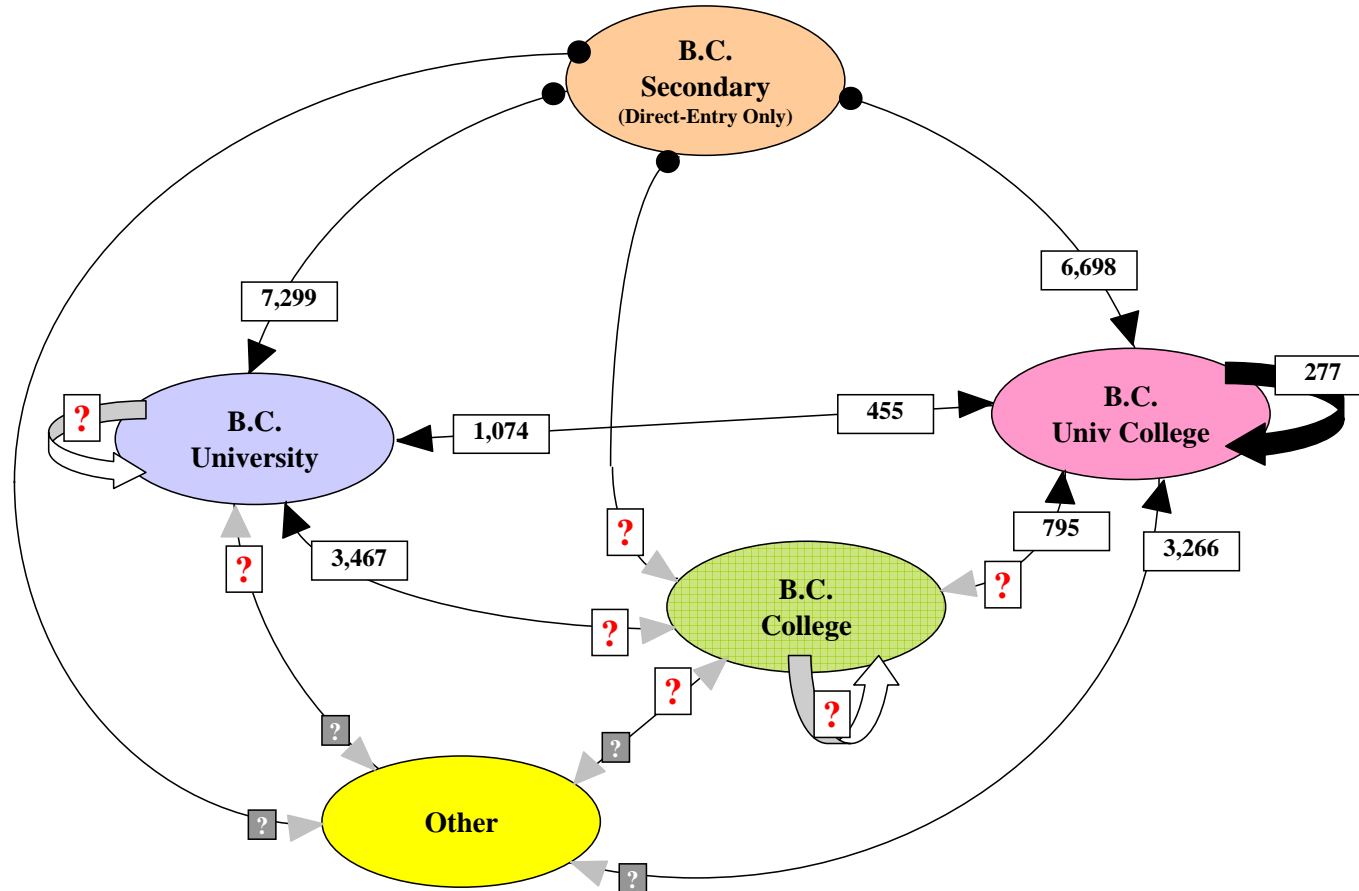 B.C.
Secondary
(Direct-Entry Only)
6,698
7,299
277
?
B.C.
University
1,074
455
B.C.
Univ College
?
3,467
?
795
3,266
?
?
B.C.
College
?
?
?
?
?
Other
?
?